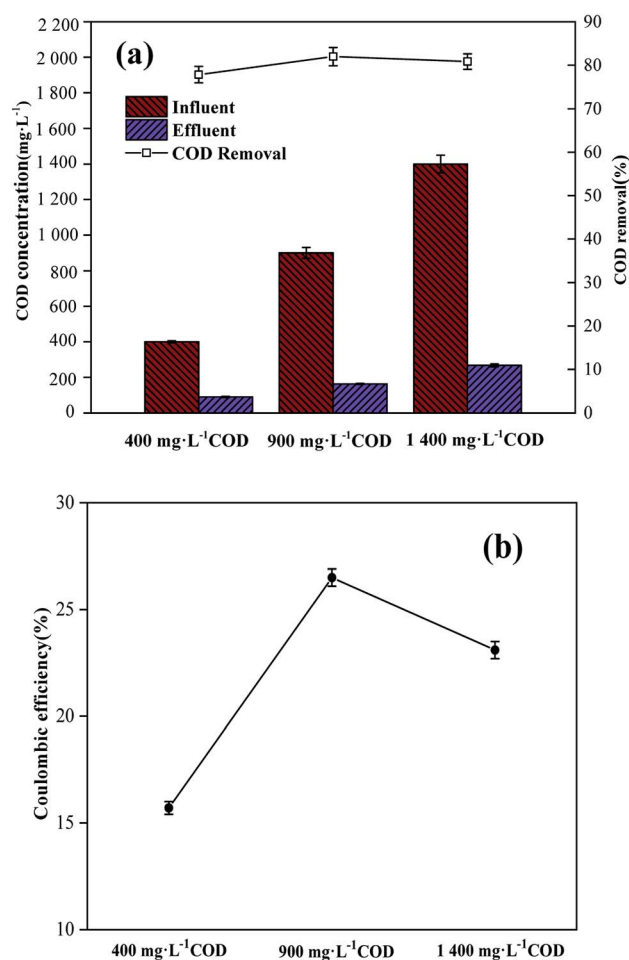 2 200
2 000
1 800
1 600
1 400
1 200
1 000
800
600
400
200
0
COD concentration(mg·L⁻¹)
(a)
Influent
Effluent
COD Removal
90
80
70
60
50
40
30
20
10
0
COD removal(%)
400 mg·L⁻¹COD 900 mg·L⁻¹COD 1 400 mg·L⁻¹COD
30
25
20
15
10
Coulombic efficiency(%)
(b)
400 mg·L⁻¹COD 900 mg·L⁻¹COD 1 400 mg·L⁻¹COD